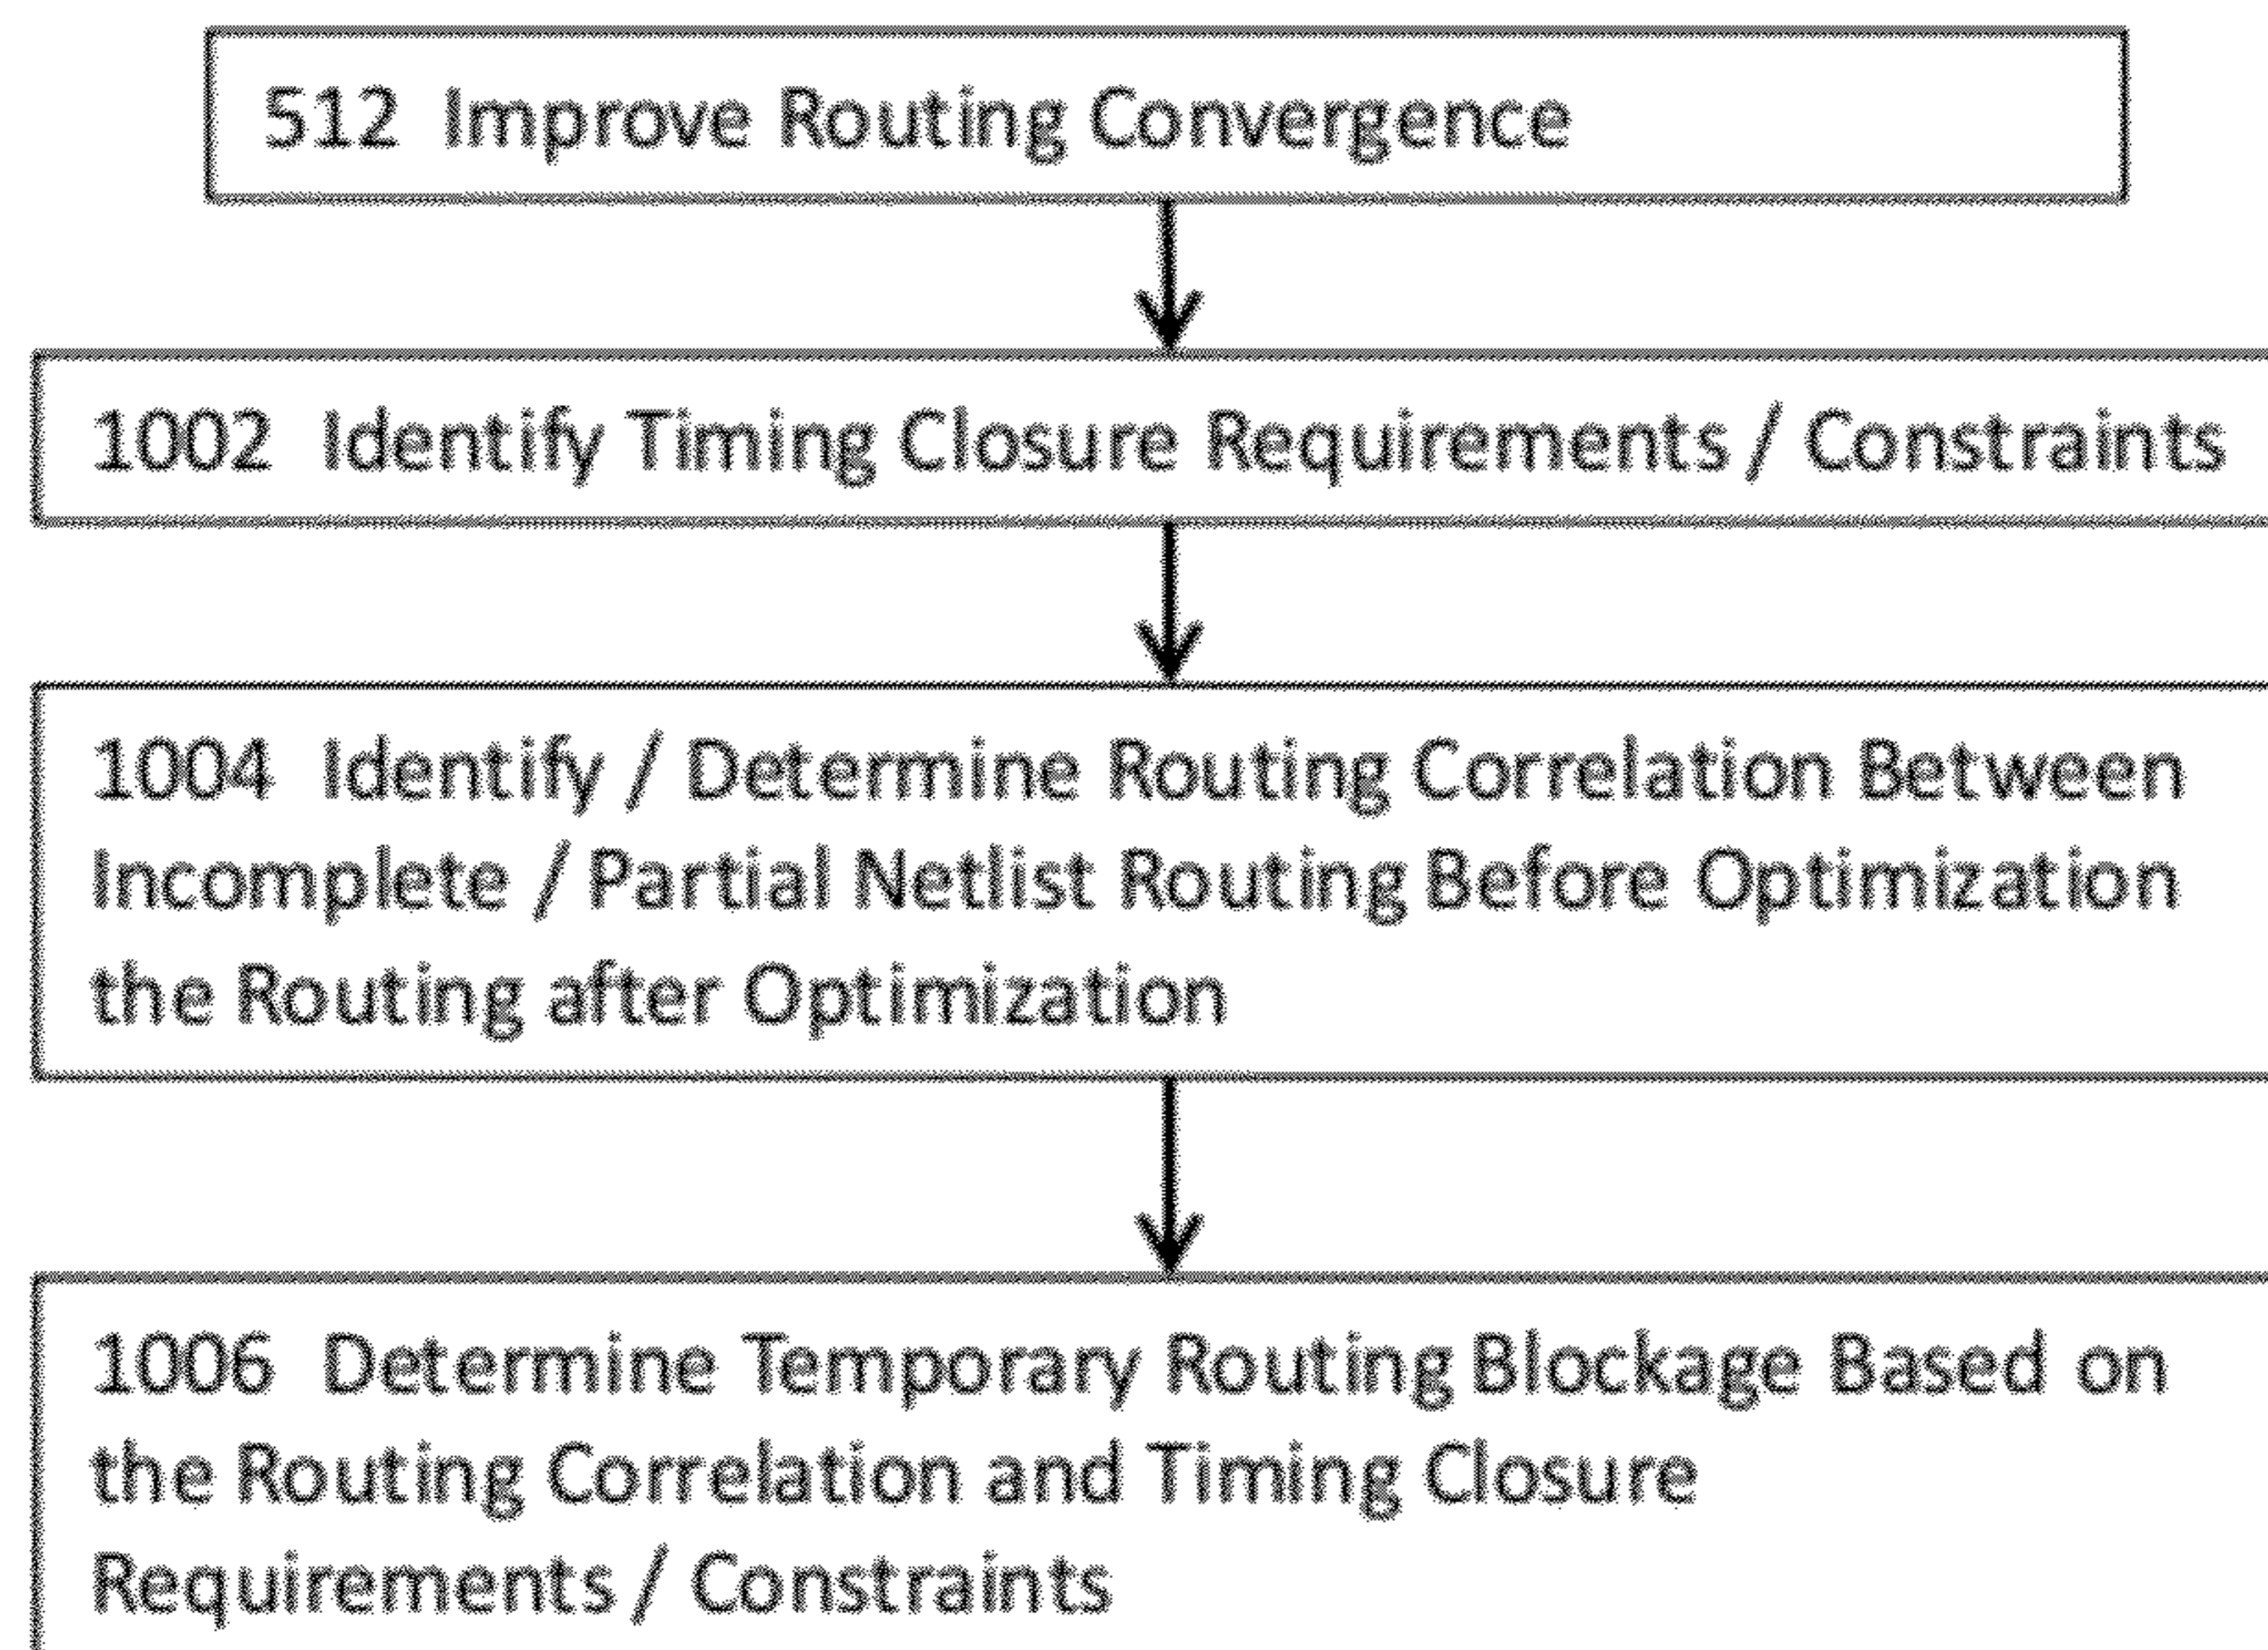 512 Improve Routing Convergence
1002 Identify Timing Closure Requirements / Constraints
1004 Identify / Determine Routing Correlation Between
Incomplete / Partial Netlist Routing Before Optimization
the Routing after Optimization
1006 Determine Temporary Routing Blockage Based on
the Routing Correlation and Timing Closure
Requirements / Constraints